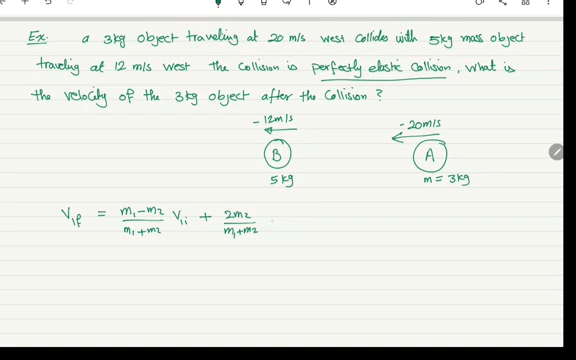 Ex. a 3kg object traveling at 20 m/s west collides with 5kg mass object
traveling at 12 m/s west the Collision is perfectly elastic Collision, what is
the velocity of the 3kg object after the Collision ?
-12m/s
-20m/s
B
A
5kg
m = 3kg
V1f = m1-m2/m1+m2 V1i + 2m2/m1+m2